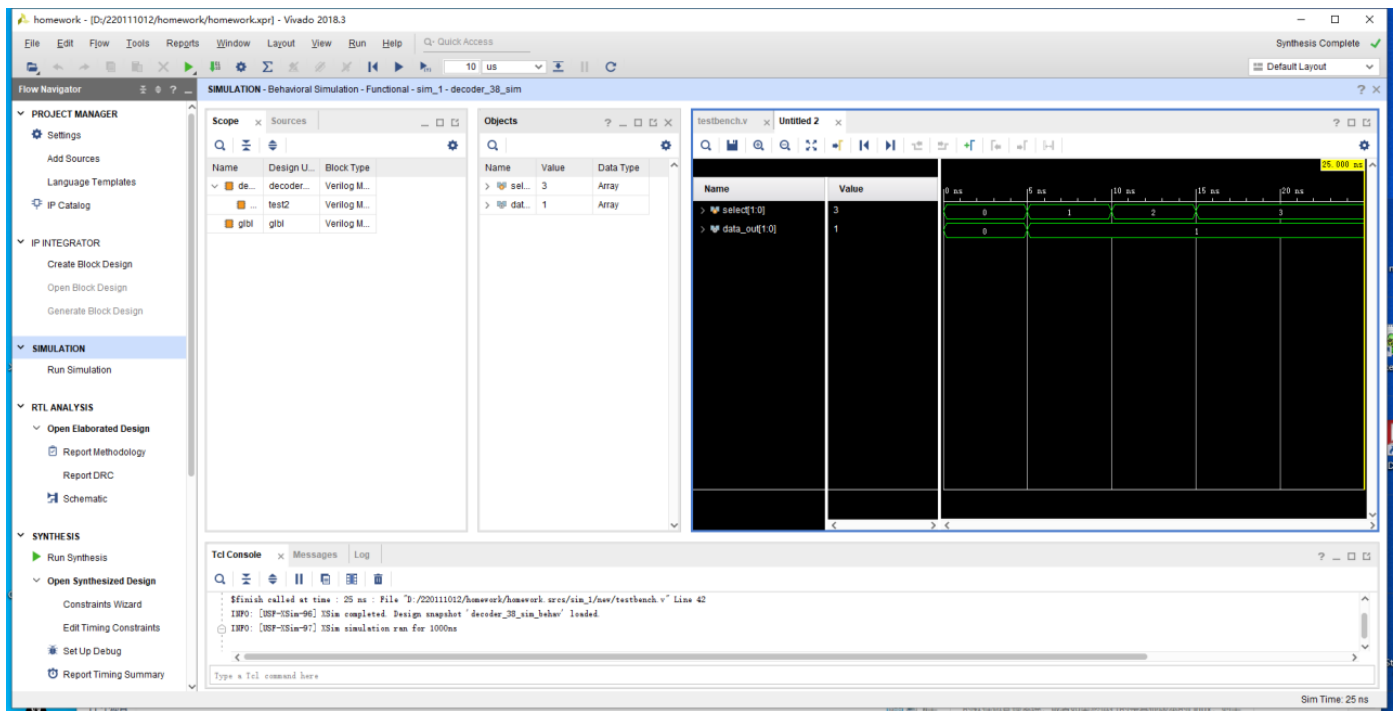 homework - [D:/220111012/homework/homework.xpr] - Vivado 2018.3
File Edit Flow Tools Reports Window Layout View Run Help Quick Access
Synthesis Complete
10 us
Default Layout
Flow Navigator
SIMULATION - Behavioral Simulation - Functional - sim_1 - decoder_38_sim
PROJECT MANAGER
Settings
Add Sources
Language Templates
IP Catalog
IP INTEGRATOR
Create Block Design
Open Block Design
Generate Block Design
SIMULATION
Run Simulation
RTL ANALYSIS
Open Elaborated Design
Report Methodology
Report DRC
Schematic
SYNTHESIS
Run Synthesis
Open Synthesized Design
Constraints Wizard
Edit Timing Constraints
Set Up Debug
Report Timing Summary
Scope Sources
Name Design U... Block Type
de... decoder... Verilog M...
... test2 Verilog M...
glbl glbl Verilog M...
Objects
Name Value Data Type
sel... 3 Array
dat... 1 Array
testbench.v Untitled 2
25.000 ns
Name Value
0 ns 5 ns 10 ns 15 ns 20 ns
select[1:0] 3 0 1 2 3
data_out[1:0] 1 0 1
Tcl Console Messages Log
$finish called at time : 25 ns : File "D:/220111012/homework/homework.srcs/sim_1/new/testbench.v" Line 42
INFO: [USF-XSim-96] XSim completed. Design snapshot 'decoder_38_sim_behav' loaded.
INFO: [USF-XSim-97] XSim simulation ran for 1000ns
Type a Tcl command here
Sim Time: 25 ns